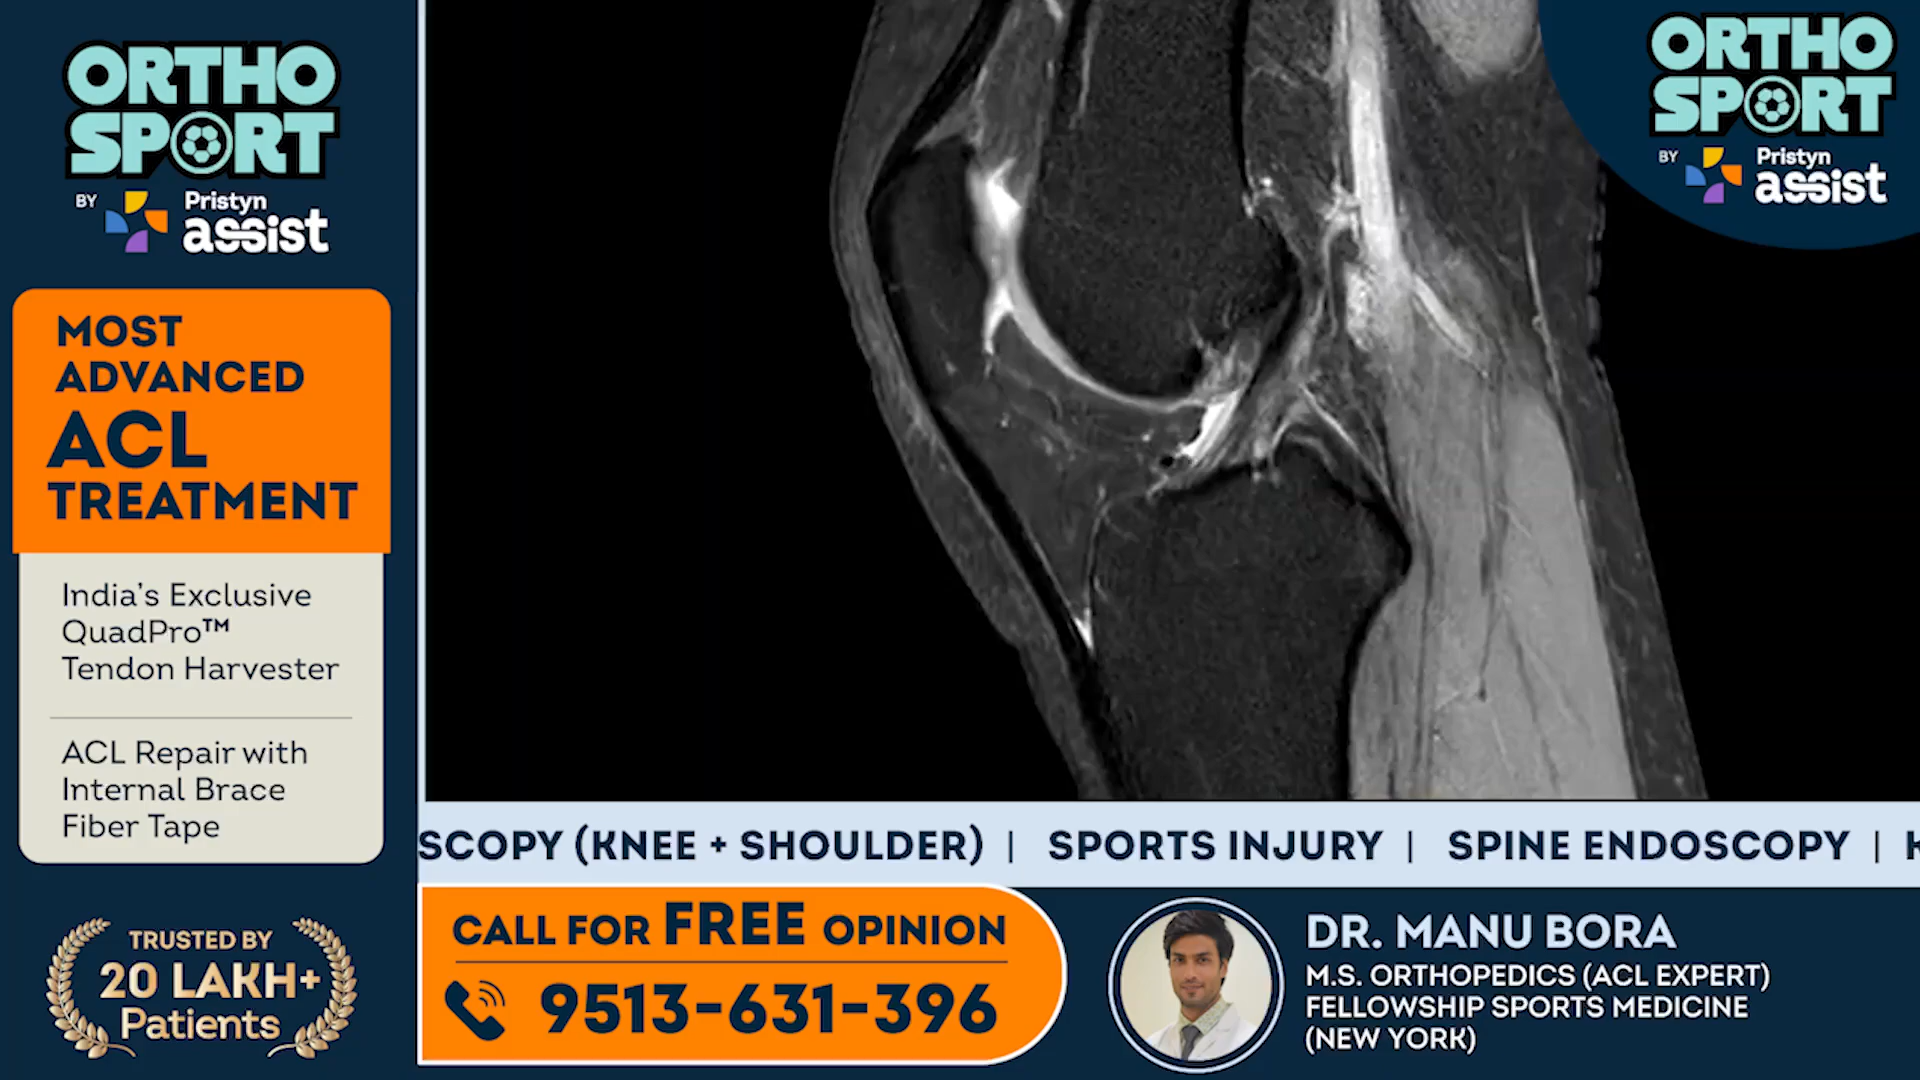 ORTHO
SPORT
BY Pristyn
assist
MOST
ADVANCED
ACL
TREATMENT
India's Exclusive
QuadPro™
Tendon Harvester
ACL Repair with
Internal Brace
Fiber Tape
TRUSTED BY
20 LAKH+
Patients
ORTHO
SPORT
BY Pristyn
assist
SCOPY (KNEE + SHOULDER) | SPORTS INJURY | SPINE ENDOSCOPY |
CALL FOR FREE OPINION
9513-631-396
DR. MANU BORA
M.S. ORTHOPEDICS (ACL EXPERT)
FELLOWSHIP SPORTS MEDICINE
(NEW YORK)